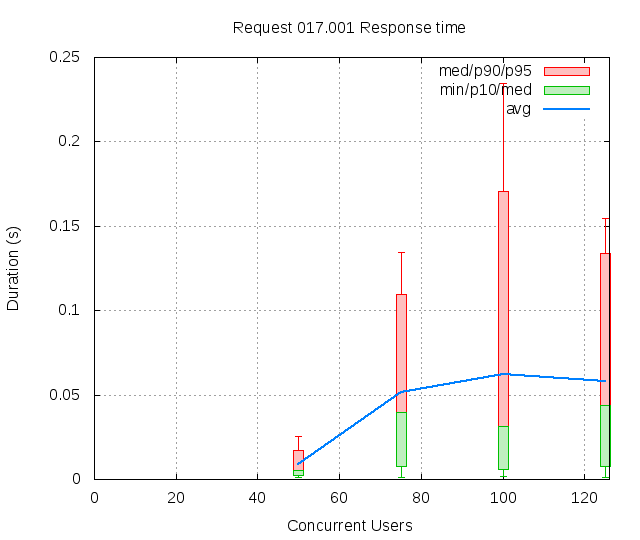 Request 017.001 Response time
med/p90/p95
min/p10/med
avg
0.25
0.2
0.15
0.1
0.05
0
0 20 40 60 80 100 120
Duration (s)
Concurrent Users